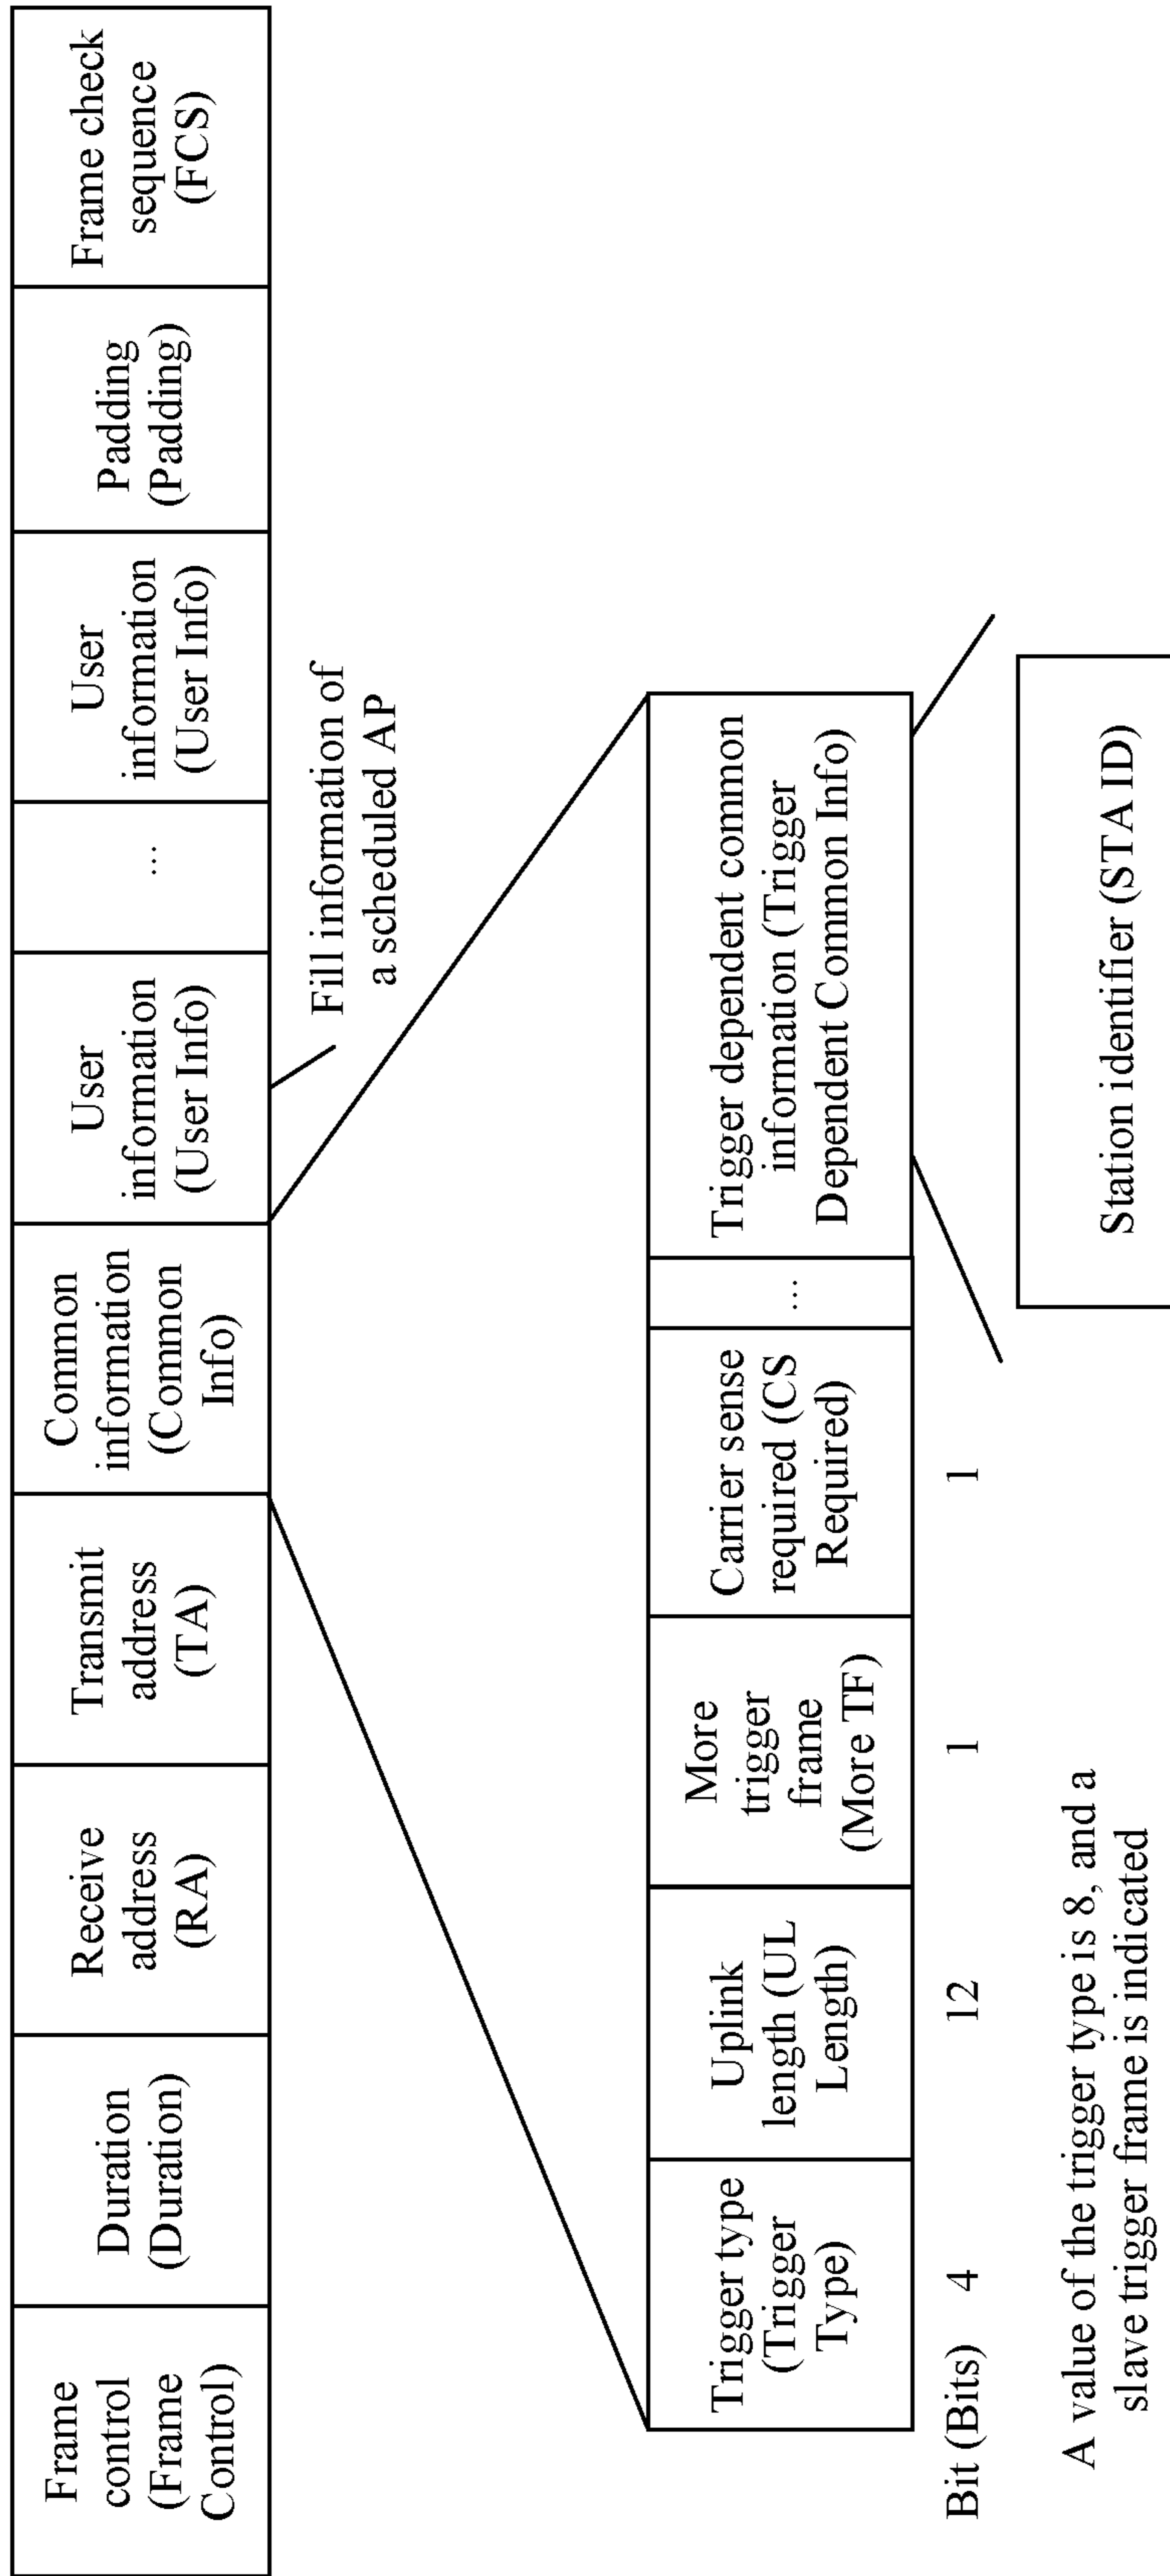 Frame
control
(Frame
Control)
Duration
(Duration)
Receive
address
(RA)
Transmit
address
(TA)
Common
information
(Common
Info)
User
information
(User Info)
...
User
information
(User Info)
Padding
(Padding)
Frame check
sequence
(FCS)
Fill information of
a scheduled AP
Trigger type
(Trigger
Type)
Uplink
length (UL
Length)
More
trigger
frame
(More TF)
Carrier sense
required (CS
Required)
...
Trigger dependent common
information (Trigger
Dependent Common Info)
Bit (Bits) 4 12 1 1
A value of the trigger type is 8, and a
slave trigger frame is indicated
Station identifier (STA ID)